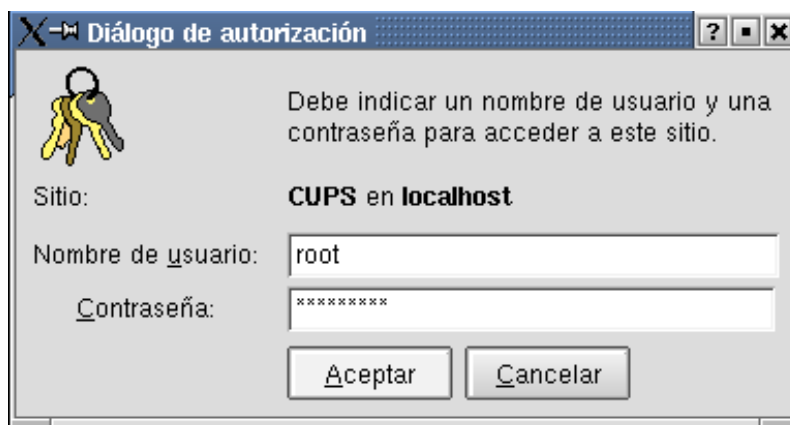 Diálogo de autorización
Debe indicar un nombre de usuario y una
contraseña para acceder a este sitio.
Sitio: CUPS en localhost
Nombre de usuario: root
Contraseña: *********
Aceptar Cancelar